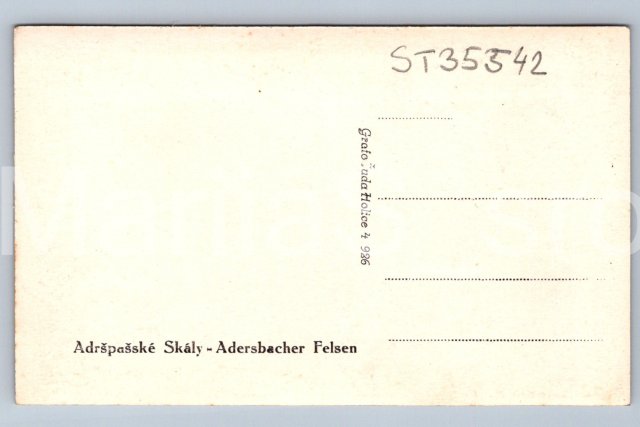 ST35542
Grafo Čuda Holice 4 926
Adršpašské Skály - Adersbacher Felsen